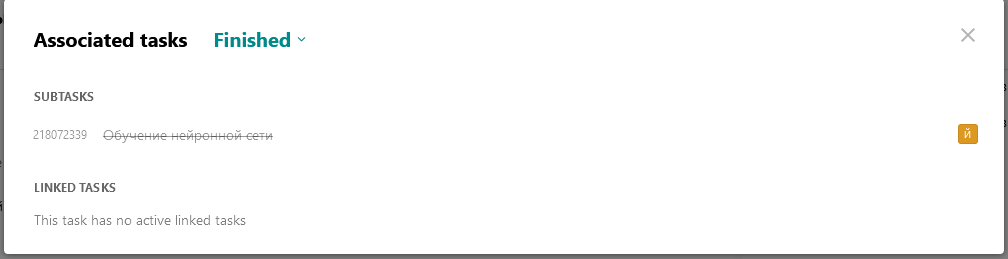 Associated tasks Finished
SUBTASKS
218072339 Обучение нейронной сети Й
LINKED TASKS
This task has no active linked tasks